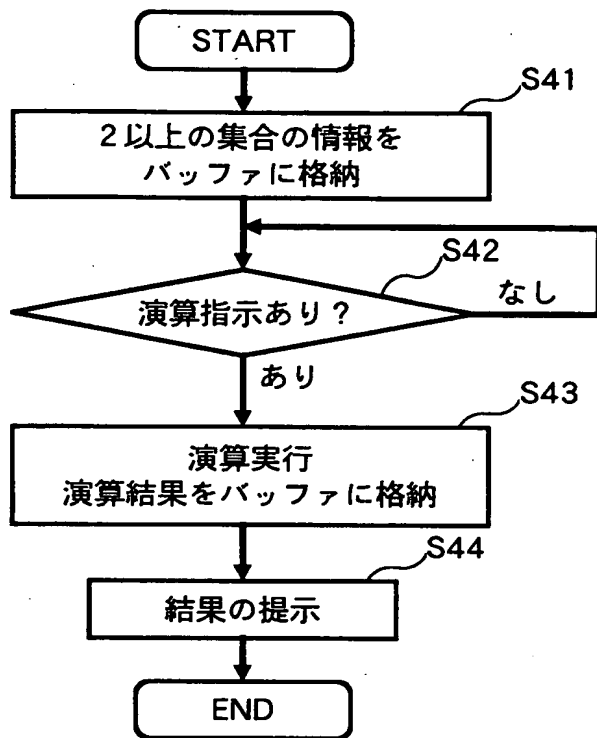 START
S41
２以上の集合の情報を
バッファに格納
S42
演算指示あり？
なし
あり
S43
演算実行
演算結果をバッファに格納
S44
結果の提示
END